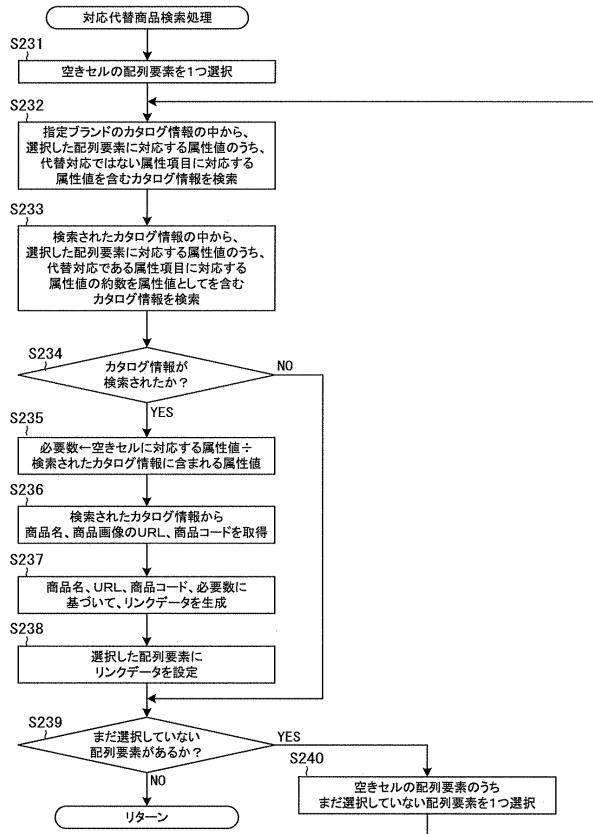 対応代替商品検索処理
S231
空きセルの配列要素を1つ選択
S232
指定ブランドのカタログ情報の中から、
選択した配列要素に対応する属性値のうち、
代替対応ではない属性項目に対応する
属性値を含むカタログ情報を検索
S233
検索されたカタログ情報の中から、
選択した配列要素に対応する属性値のうち、
代替対応である属性項目に対応する
属性値の約数を属性値としてを含む
カタログ情報を検索
S234
カタログ情報が
検索されたか?
NO
YES
S235
必要数←空きセルに対応する属性値÷
検索されたカタログ情報に含まれる属性値
S236
検索されたカタログ情報から
商品名、商品画像のURL、商品コードを取得
S237
商品名、URL、商品コード、必要数に
基づいて、リンクデータを生成
S238
選択した配列要素に
リンクデータを設定
S239
まだ選択していない
配列要素があるか?
YES
NO
S240
空きセルの配列要素のうち
まだ選択していない配列要素を1つ選択
リターン